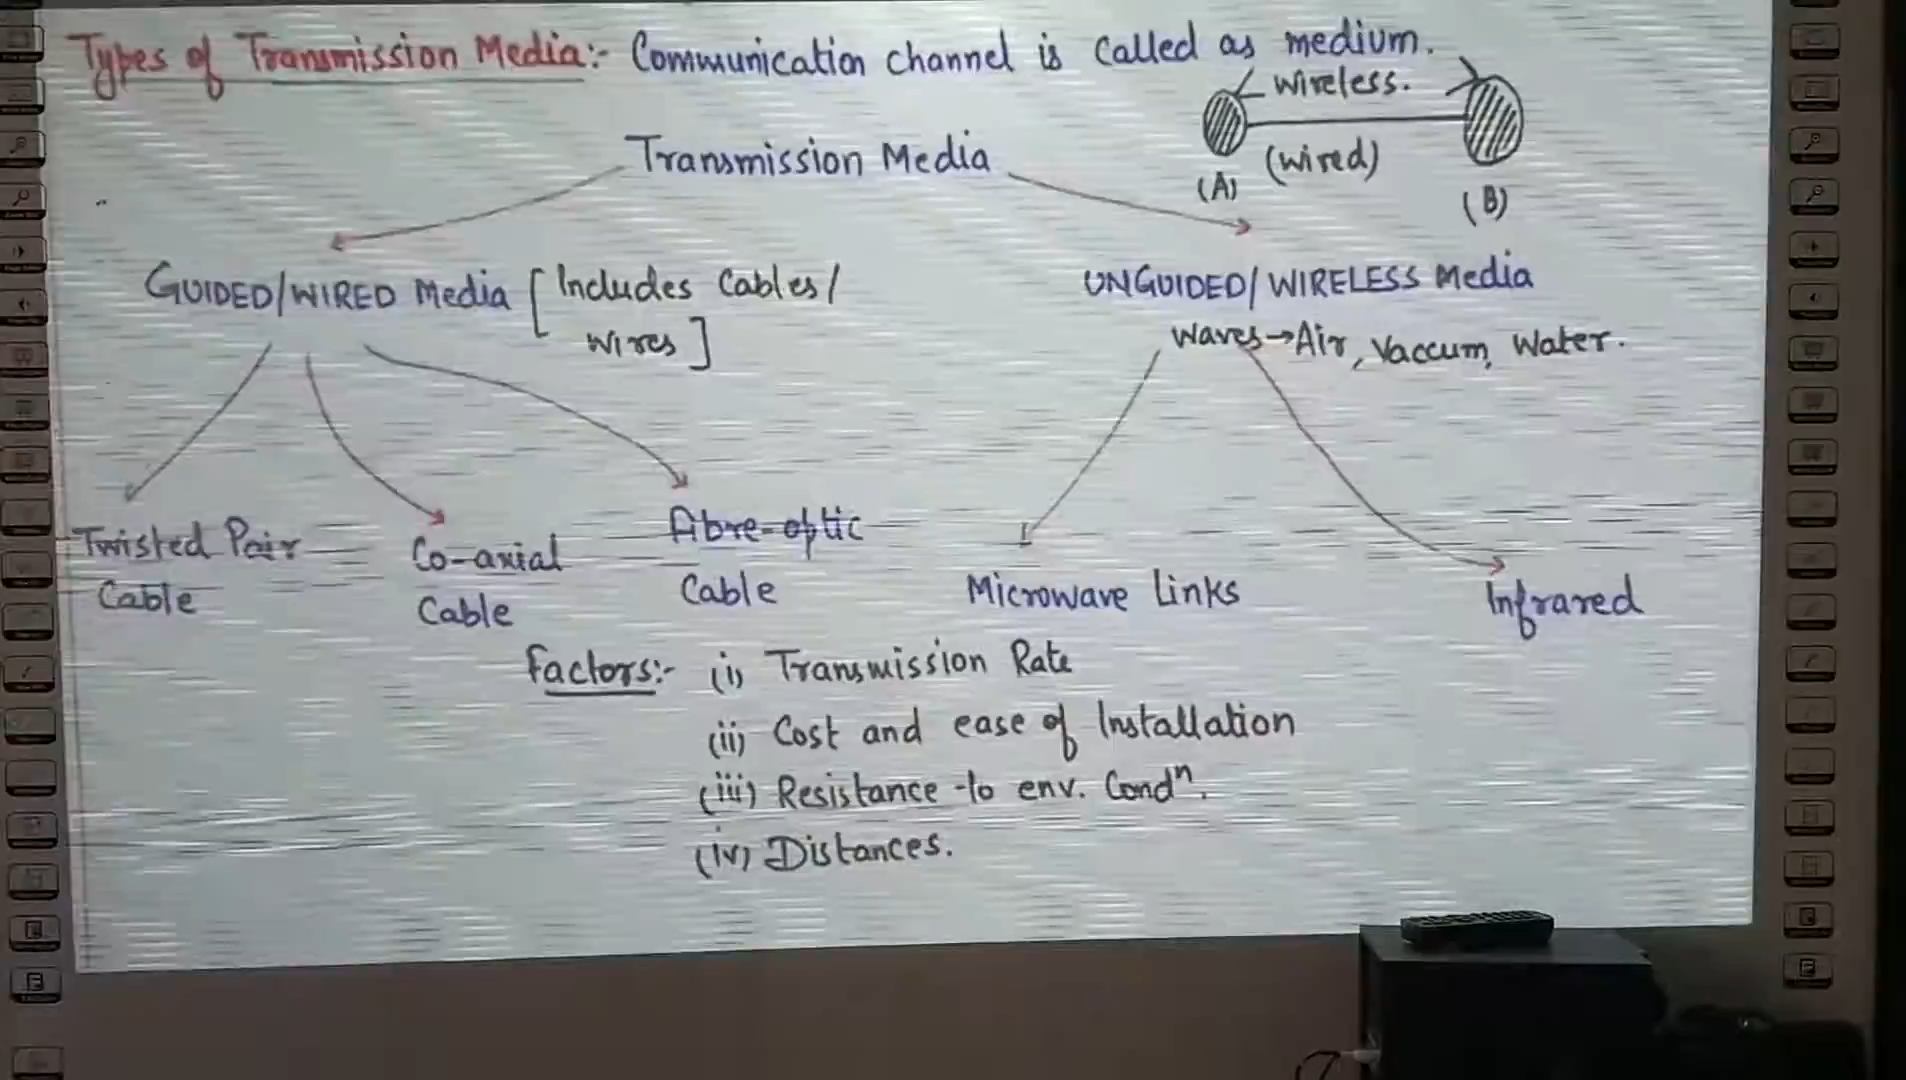 Types of Transmission Media:- Communication channel is called as medium.
wireless.
(wired)
(A)
(B)
Transmission Media
GUIDED/WIRED Media [Includes Cables/
wires]
UNGUIDED/WIRELESS Media
waves→Air, Vaccum, Water.
Twisted Pair
Cable
Co-axial
Cable
Fibre-optic
Cable
Microwave Links
Infrared
Factors:- (i) Transmission Rate
(ii) Cost and ease of Installation
(iii) Resistance to env. Condⁿ.
(iv) Distances.